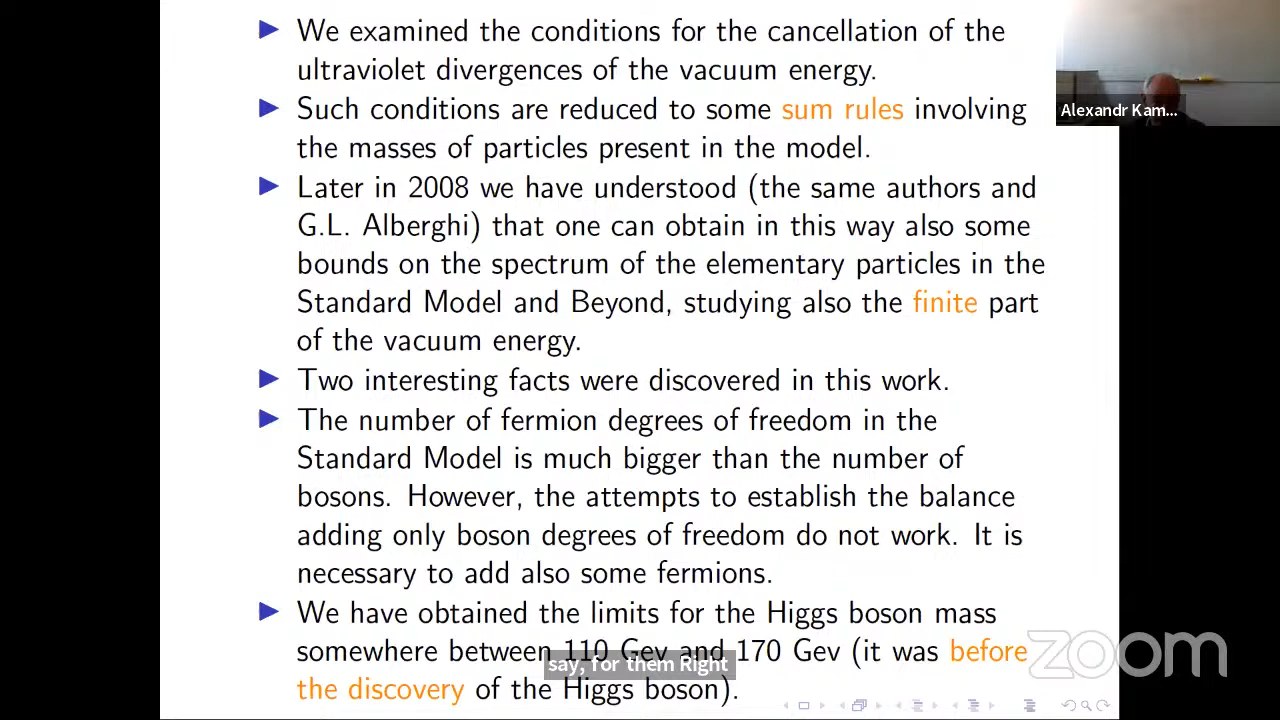 We examined the conditions for the cancellation of the
ultraviolet divergences of the vacuum energy.
Such conditions are reduced to some sum rules involving
the masses of particles present in the model.
Later in 2008 we have understood (the same authors and
G.L. Alberghi) that one can obtain in this way also some
bounds on the spectrum of the elementary particles in the
Standard Model and Beyond, studying also the finite part
of the vacuum energy.
Two interesting facts were discovered in this work.
The number of fermion degrees of freedom in the
Standard Model is much bigger than the number of
bosons. However, the attempts to establish the balance
adding only boson degrees of freedom do not work. It is
necessary to add also some fermions.
We have obtained the limits for the Higgs boson mass
somewhere between 110 Gev and 170 Gev (it was before
the discovery of the Higgs boson).
say, for them Right
Alexandr Kam...
zoom